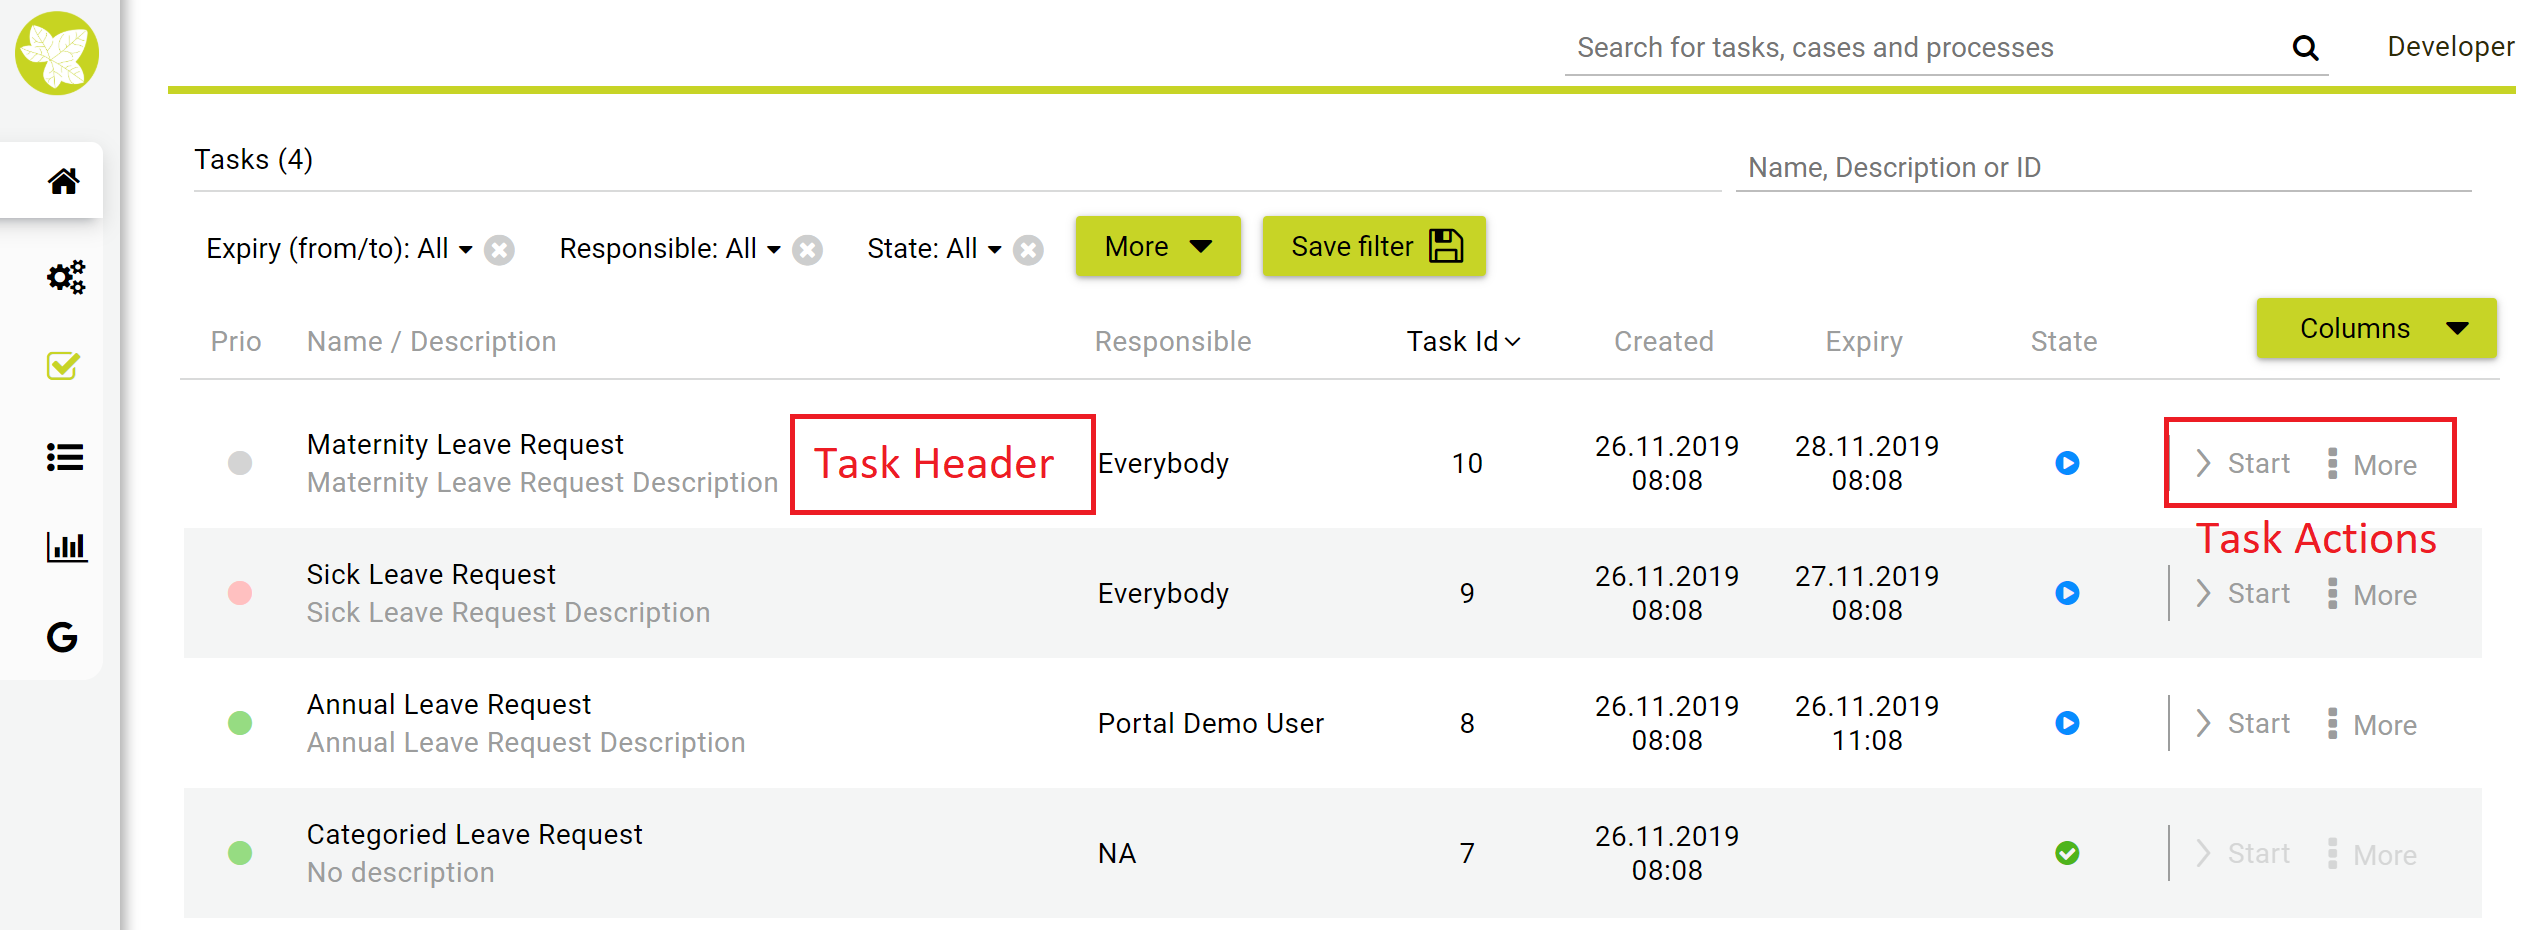 Search for tasks, cases and processes
Developer
Tasks (4)
Name, Description or ID
Expiry (from/to): All
Responsible: All
State: All
More
Save filter
Prio
Name / Description
Responsible
Task Id
Created
Expiry
State
Columns
Maternity Leave Request
Maternity Leave Request Description
Task Header
Everybody
10
26.11.2019
08:08
28.11.2019
08:08
Start
More
Task Actions
Sick Leave Request
Sick Leave Request Description
Everybody
9
26.11.2019
08:08
27.11.2019
08:08
Start
More
Annual Leave Request
Annual Leave Request Description
Portal Demo User
8
26.11.2019
08:08
26.11.2019
11:08
Start
More
Categoried Leave Request
No description
NA
7
26.11.2019
08:08
Start
More
G